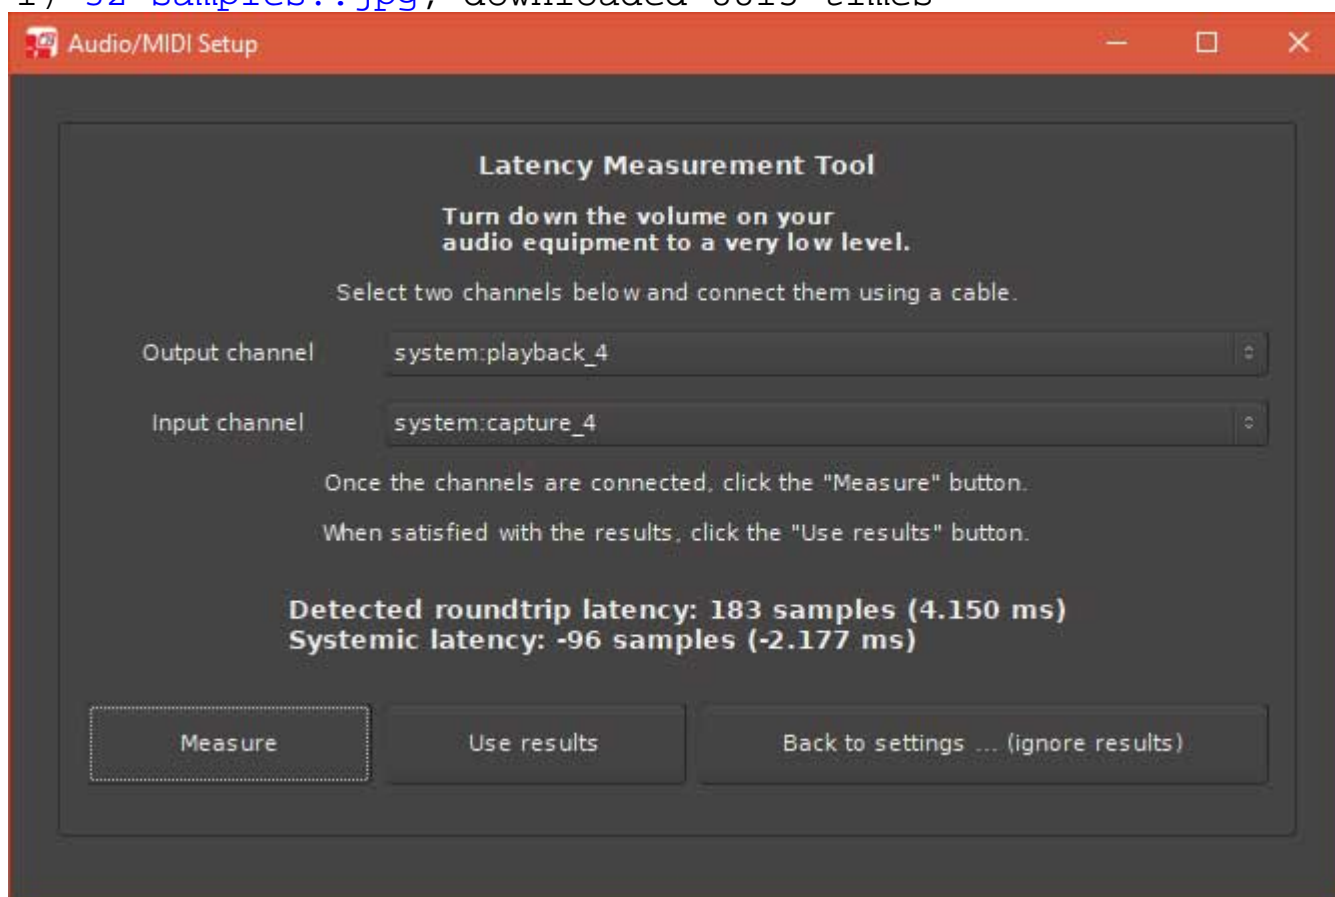 Audio/MIDI Setup
Latency Measurement Tool
Turn down the volume on your
audio equipment to a very low level.
Select two channels below and connect them using a cable.
Output channel system:playback_4
Input channel system:capture_4
Once the channels are connected, click the "Measure" button.
When satisfied with the results, click the "Use results" button.
Detected roundtrip latency: 183 samples (4.150 ms)
Systemic latency: -96 samples (-2.177 ms)
Measure Use results Back to settings ... (ignore results)